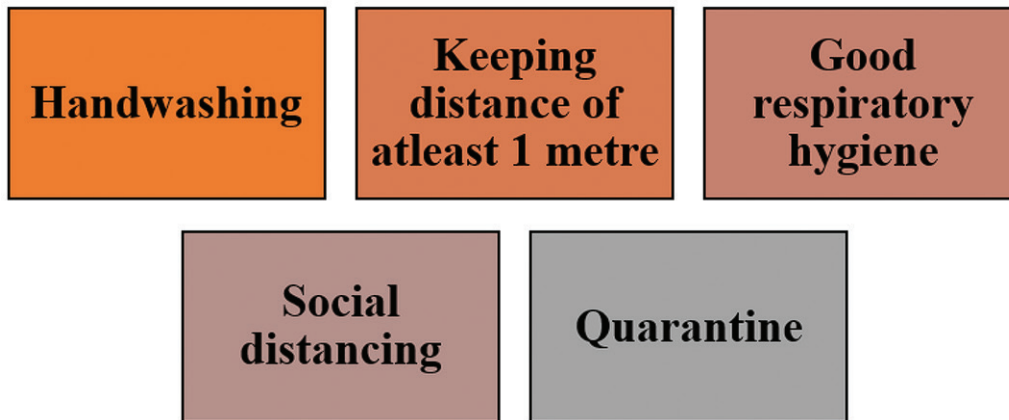 Handwashing
Keeping
distance of
atleast 1 metre
Good
respiratory
hygiene
Social
distancing
Quarantine